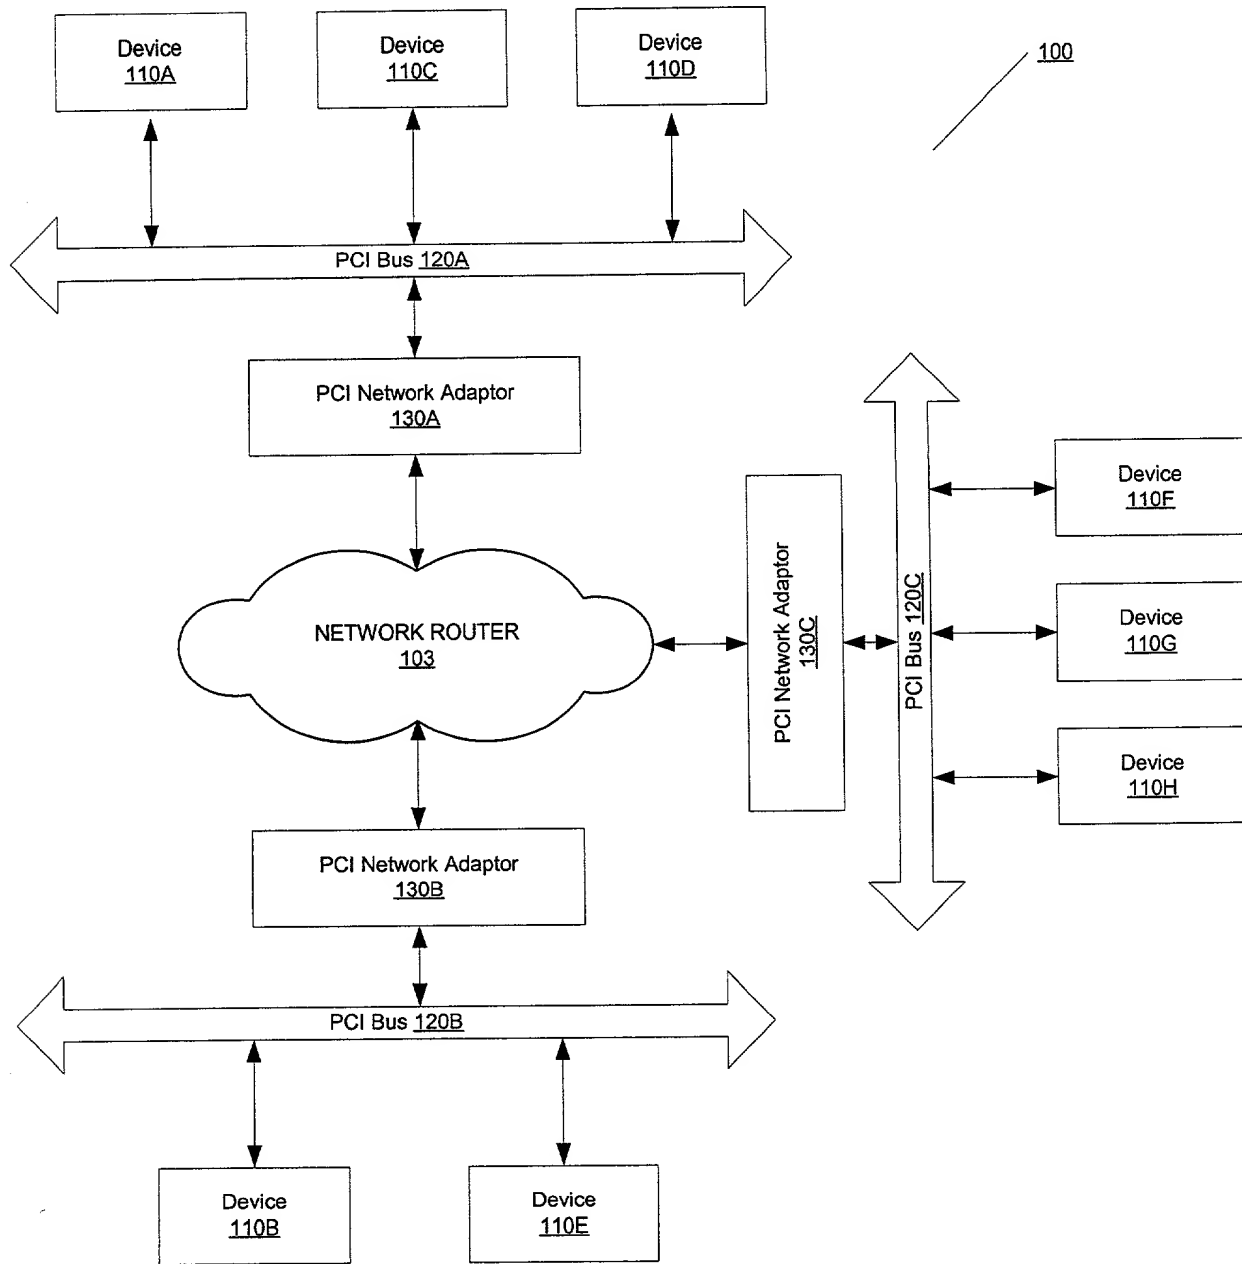 Device
110A
Device
110C
Device
110D
100
PCI Bus 120A
PCI Network Adaptor
130A
Device
110F
NETWORK ROUTER
103
PCI Network Adaptor
130C
PCI Bus 120C
Device
110G
Device
110H
PCI Network Adaptor
130B
PCI Bus 120B
Device
110B
Device
110E